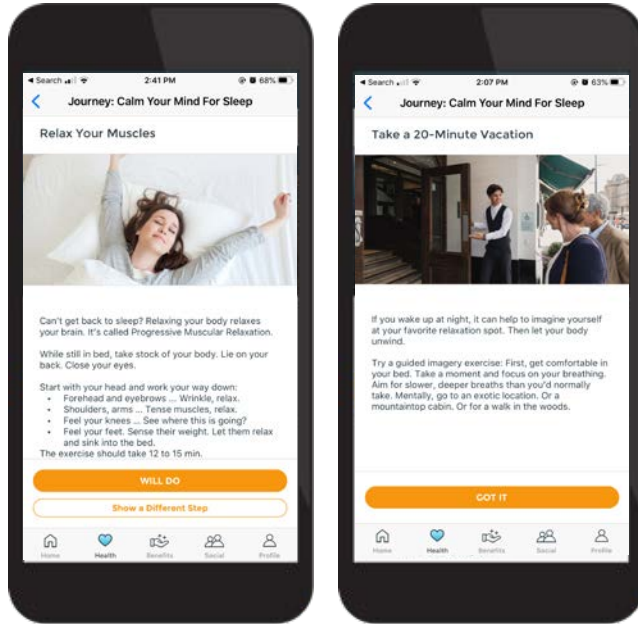 Search
2:41 PM
68%
Journey: Calm Your Mind For Sleep
Relax Your Muscles
Can't get back to sleep? Relaxing your body relaxes
your brain. It's called Progressive Muscular Relaxation.
While still in bed, take stock of your body. Lie on your
back. Close your eyes.
Start with your head and work your way down:
• Forehead and eyebrows ... Wrinkle, relax.
• Shoulders, arms ... Tense muscles, relax.
• Feel your knees ... See where this is going?
• Feel your feet. Sense their weight. Let them relax
and sink into the bed.
The exercise should take 12 to 15 min.
WILL DO
Show a Different Step
Home Health Benefits Social Profile
Search
2:07 PM
63%
Journey: Calm Your Mind For Sleep
Take a 20-Minute Vacation
If you wake up at night, it can help to imagine yourself
at your favorite relaxation spot. Then let your body
unwind.
Try a guided imagery exercise: First, get comfortable in
your bed. Take a moment and focus on your breathing.
Aim for slower, deeper breaths than you'd normally
take. Mentally, go to an exotic location. Or a
mountaintop cabin. Or for a walk in the woods.
GOT IT
Home Health Benefits Social Profile